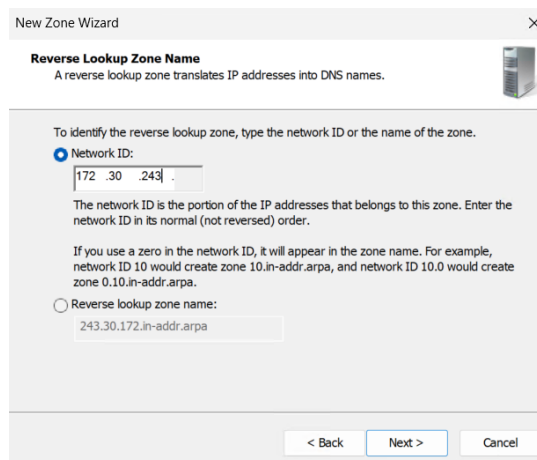 New Zone Wizard
Reverse Lookup Zone Name
A reverse lookup zone translates IP addresses into DNS names.
To identify the reverse lookup zone, type the network ID or the name of the zone.
Network ID:
172 .30 .243 .
The network ID is the portion of the IP addresses that belongs to this zone. Enter the
network ID in its normal (not reversed) order.
If you use a zero in the network ID, it will appear in the zone name. For example,
network ID 10 would create zone 10.in-addr.arpa, and network ID 10.0 would create
zone 0.10.in-addr.arpa.
Reverse lookup zone name:
243.30.172.in-addr.arpa
< Back Next > Cancel